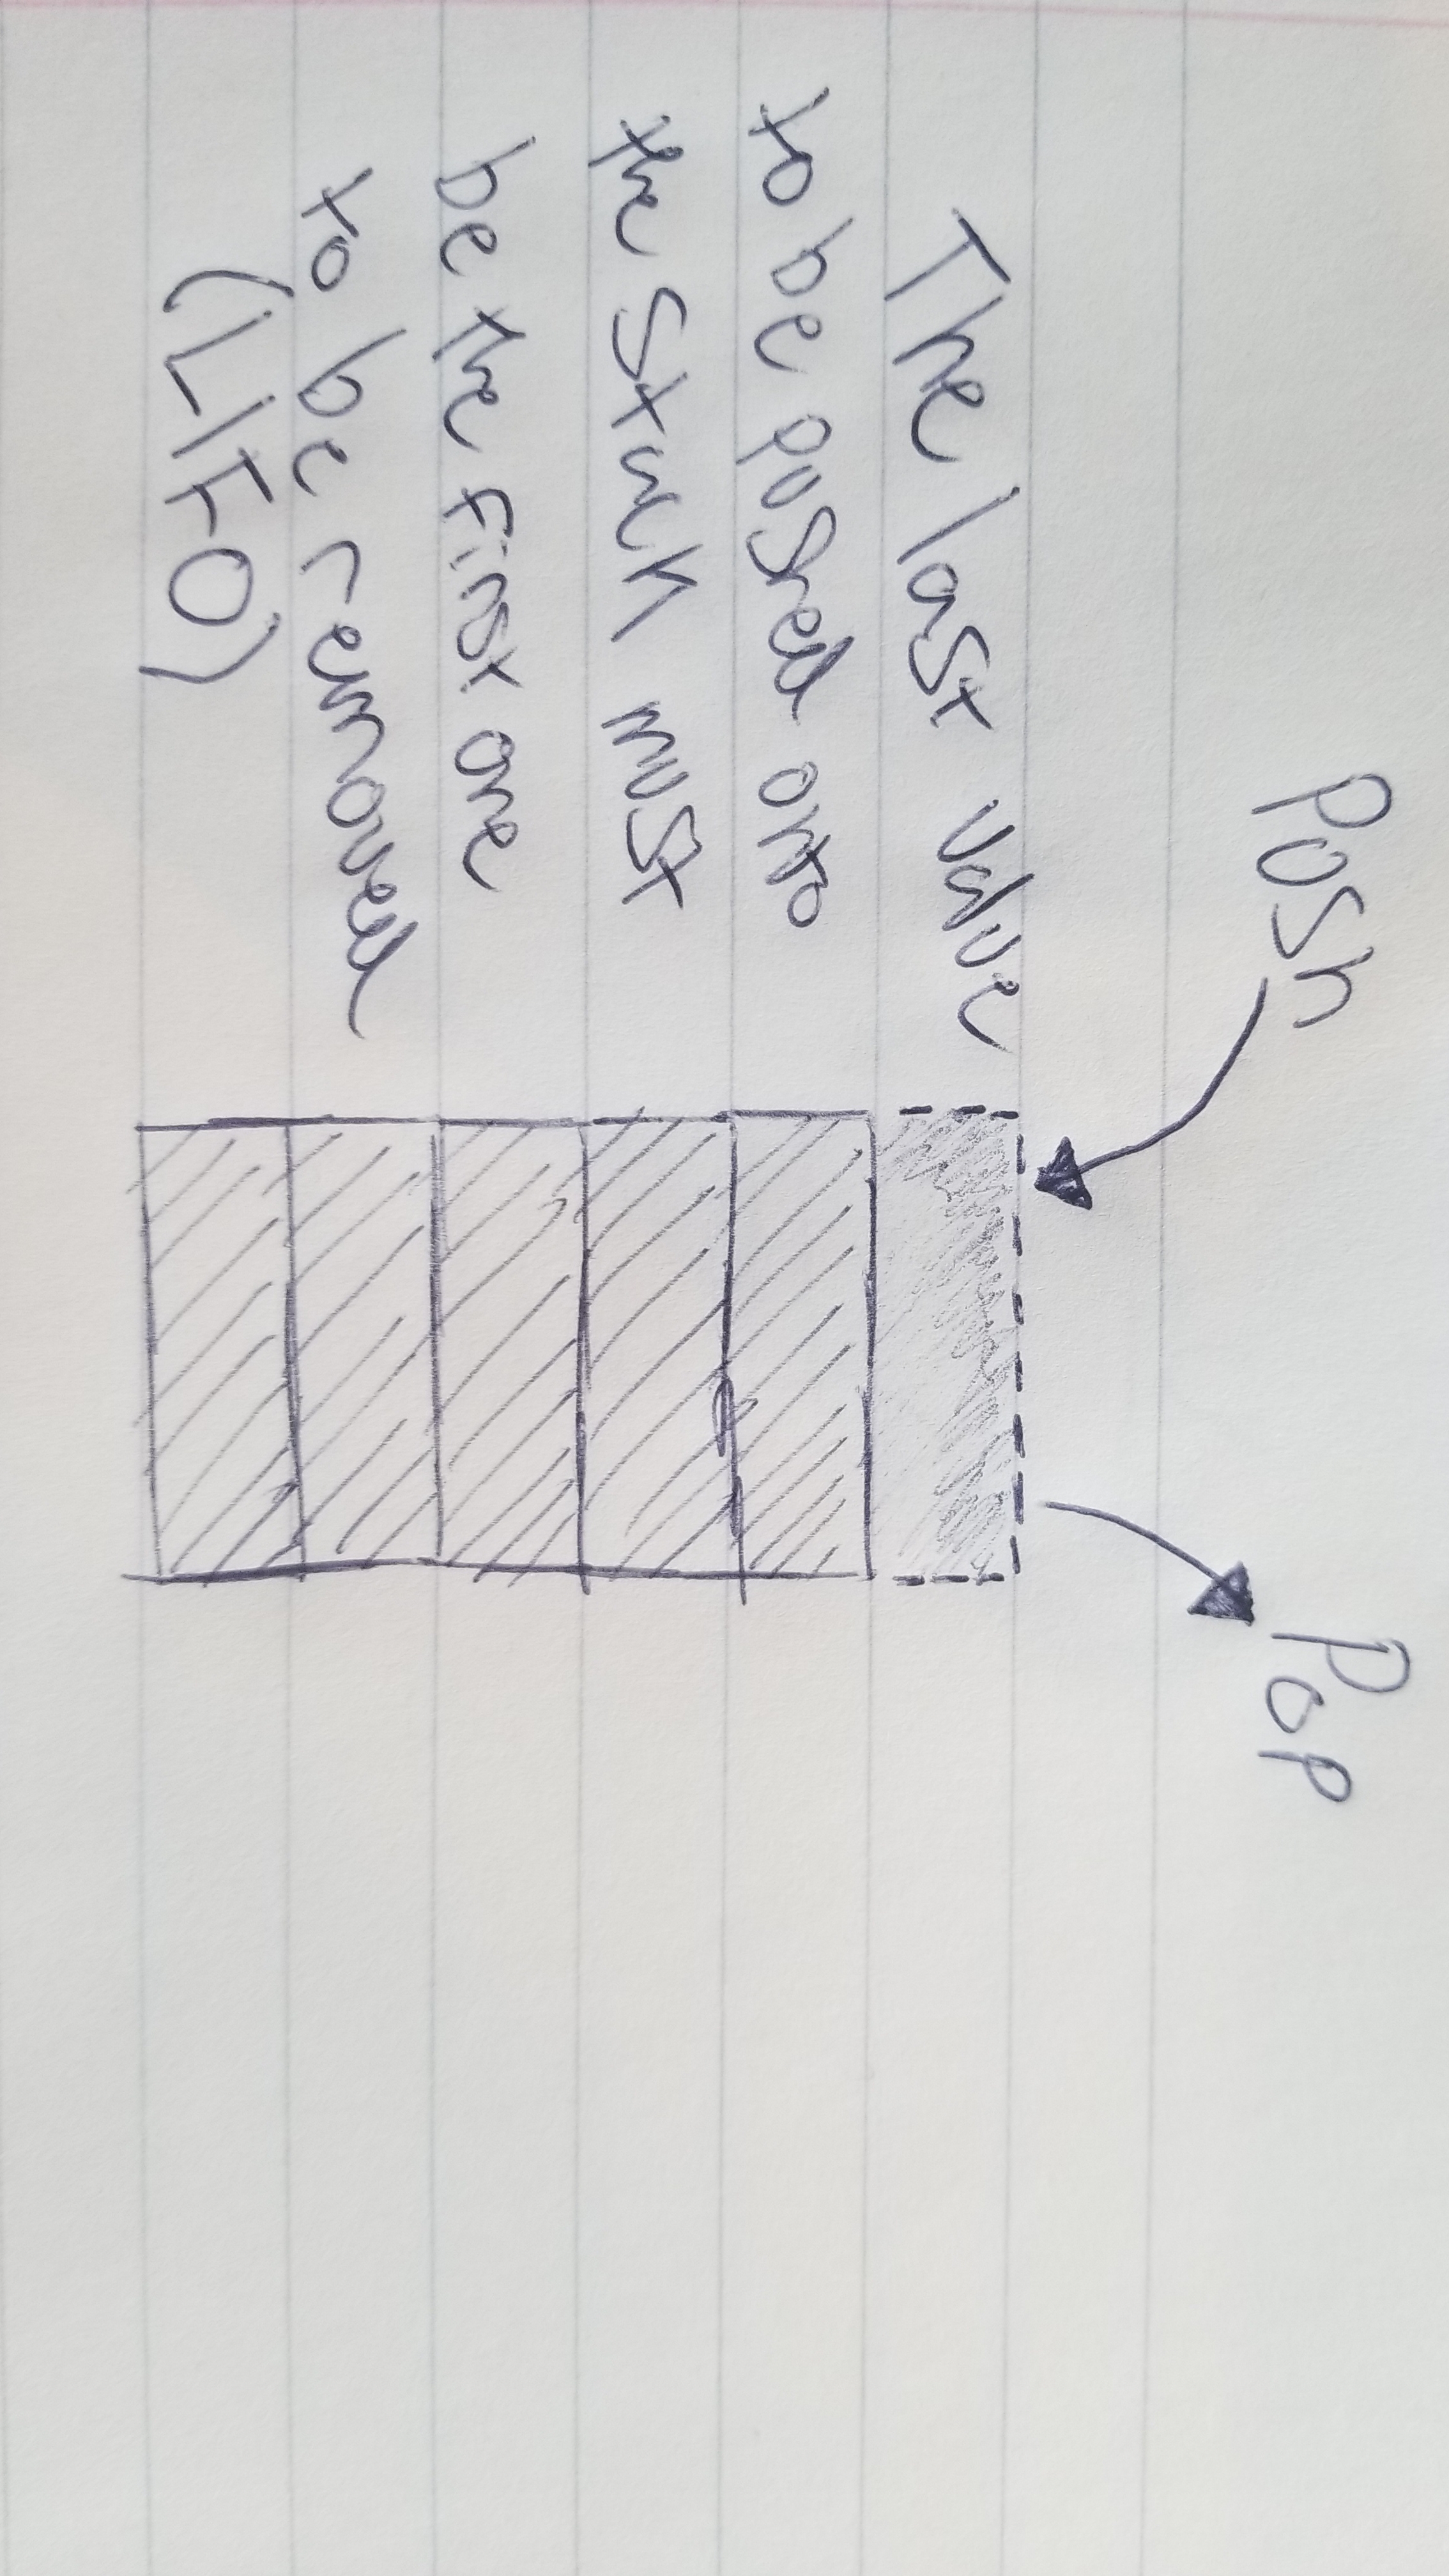 Push
Pop
The last value
to be pushed onto
the stack must
be the first one
to be removed
(LIFO)